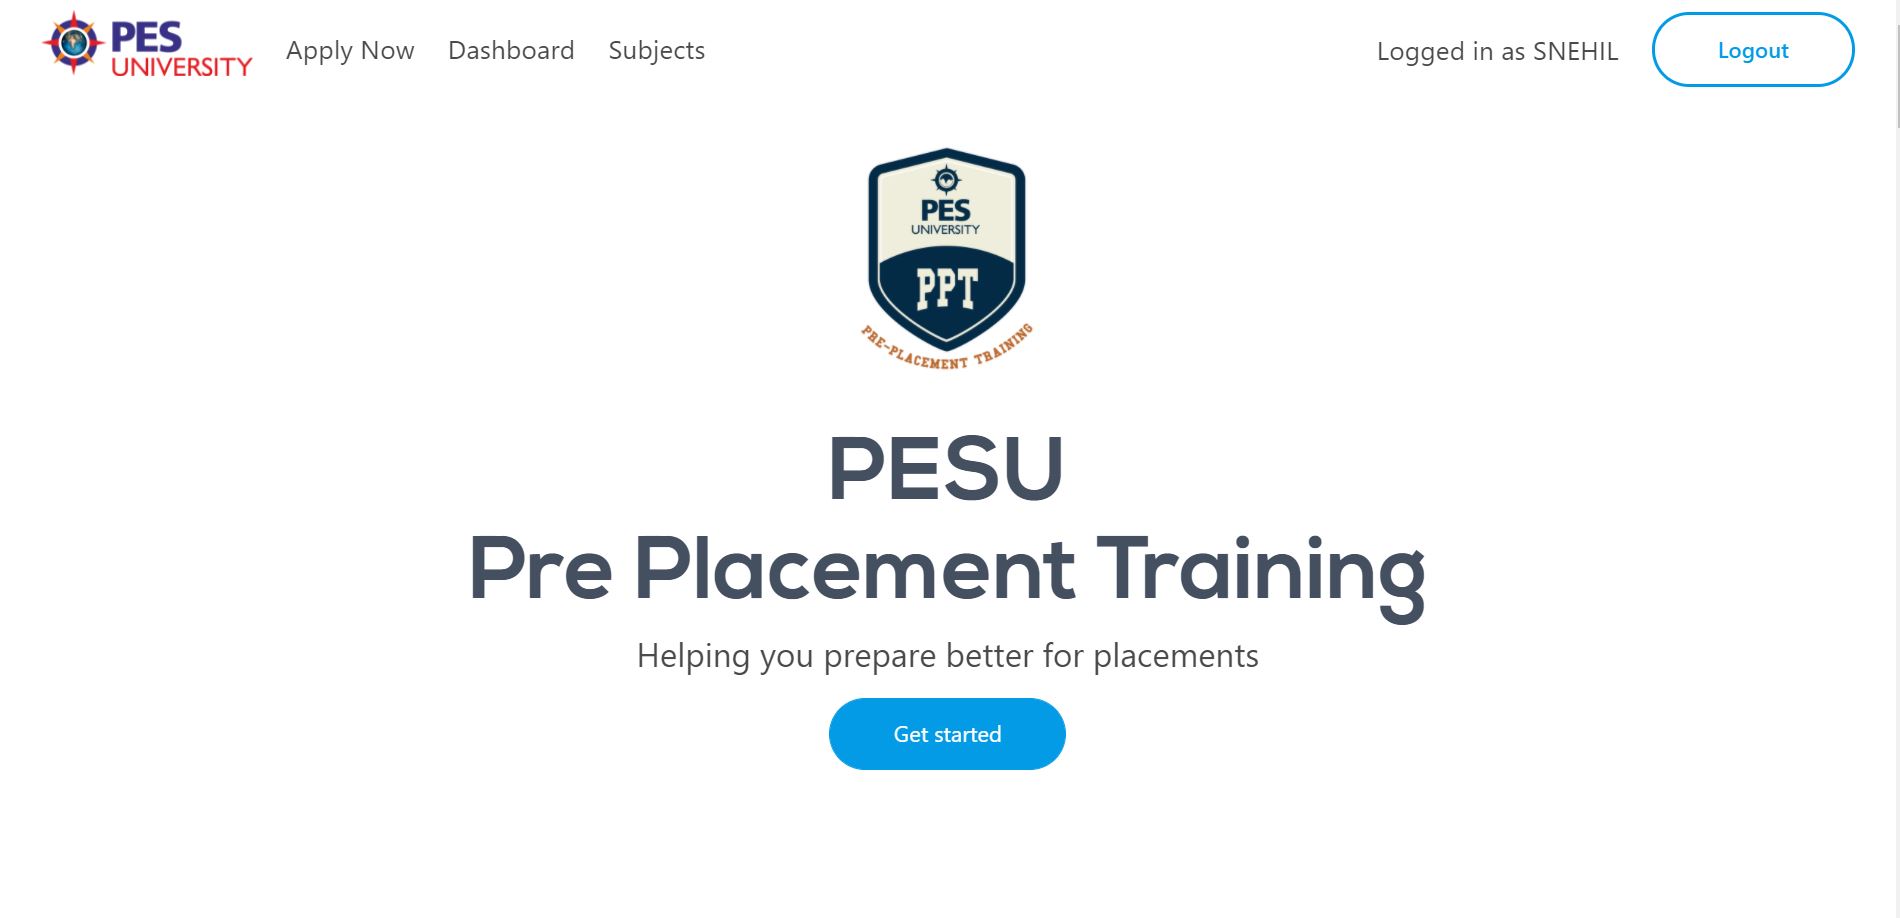 PES
UNIVERSITY
Apply Now
Dashboard
Subjects
Logged in as SNEHIL
Logout
PES
UNIVERSITY
PPT
PRE-PLACEMENT TRAINING
PESU
Pre Placement Training
Helping you prepare better for placements
Get started